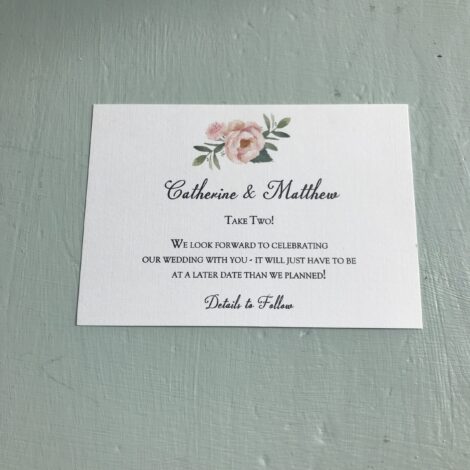 Catherine & Matthew
Take Two!
We look forward to celebrating
our wedding with you - it will just have to be
at a later date than we planned!
Details to Follow